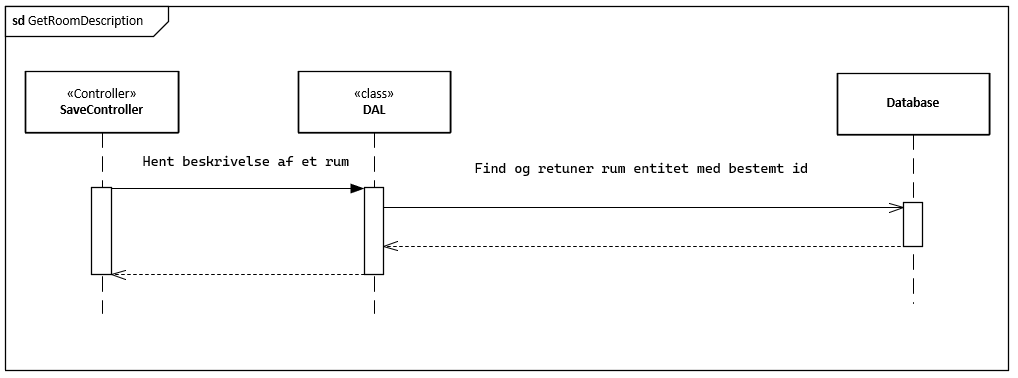 sd GetRoomDescription
«Controller»
SaveController
«class»
DAL
Database
Hent beskrivelse af et rum
Find og retuner rum entitet med bestemt id